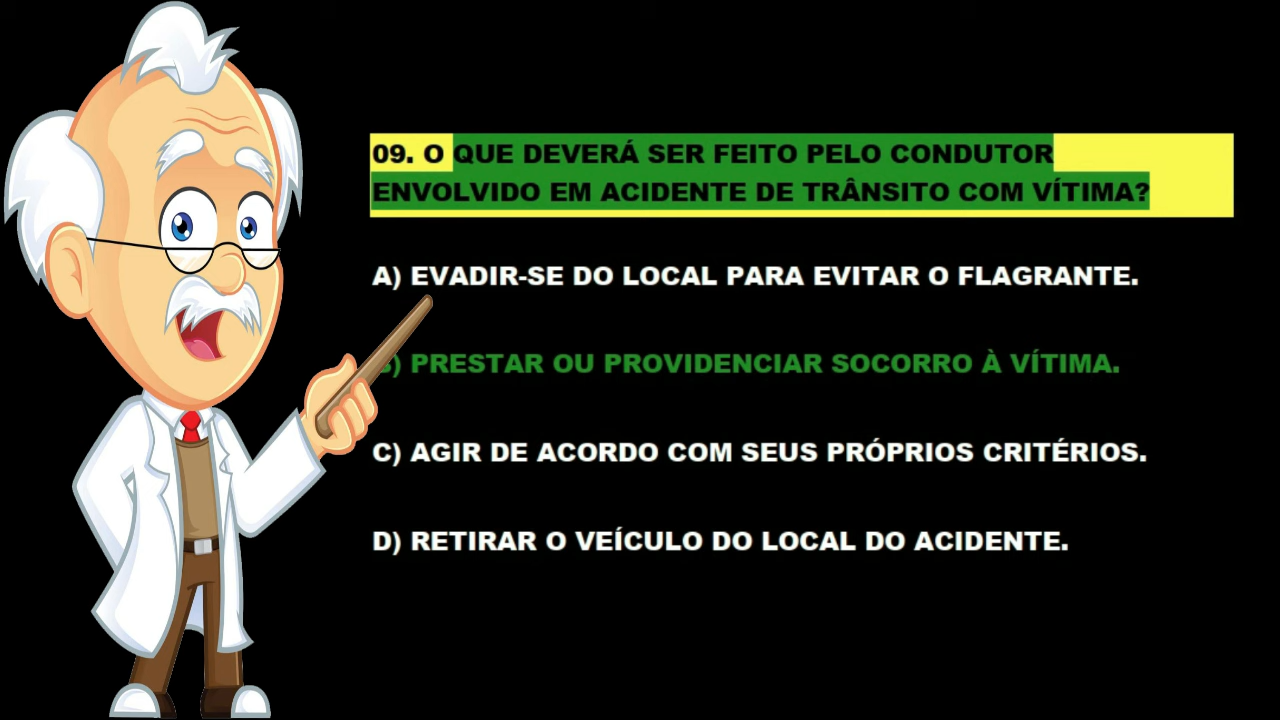 09. O QUE DEVERÁ SER FEITO PELO CONDUTOR
ENVOLVIDO EM ACIDENTE DE TRÂNSITO COM VÍTIMA?
A) EVADIR-SE DO LOCAL PARA EVITAR O FLAGRANTE.
B) PRESTAR OU PROVIDENCIAR SOCORRO À VÍTIMA.
C) AGIR DE ACORDO COM SEUS PRÓPRIOS CRITÉRIOS.
D) RETIRAR O VEÍCULO DO LOCAL DO ACIDENTE.